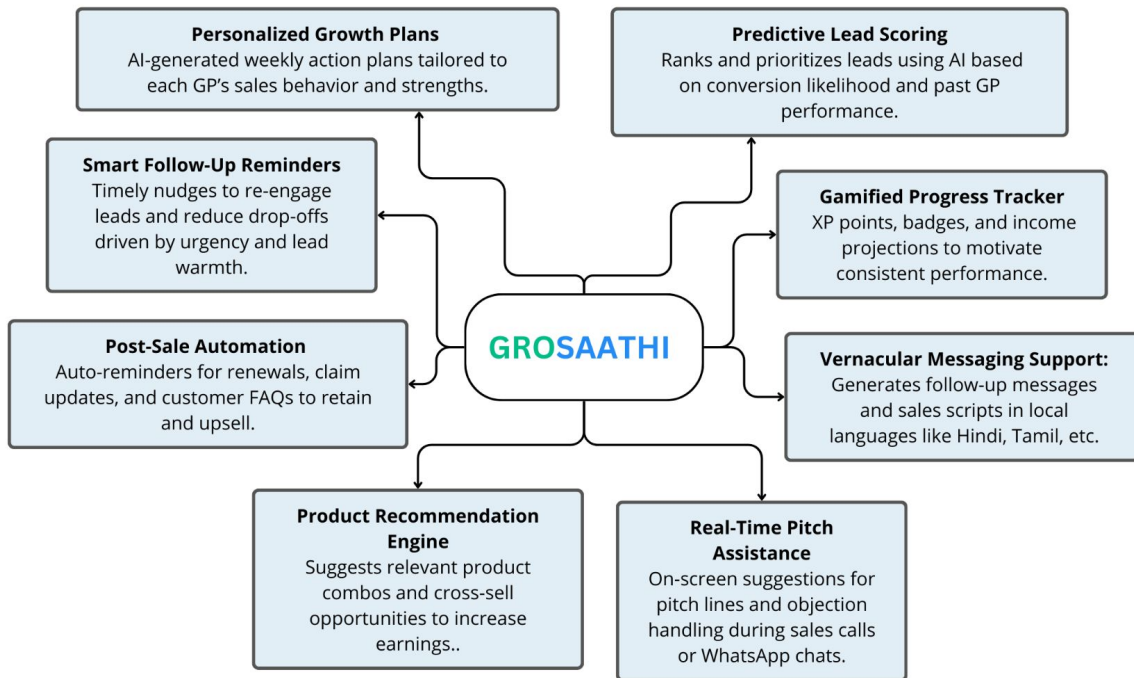 Personalized Growth Plans
AI-generated weekly action plans tailored to
each GP's sales behavior and strengths.
Predictive Lead Scoring
Ranks and prioritizes leads using AI based
on conversion likelihood and past GP
performance.
Smart Follow-Up Reminders
Timely nudges to re-engage
leads and reduce drop-offs
driven by urgency and lead
warmth.
Gamified Progress Tracker
XP points, badges, and income
projections to motivate
consistent performance.
GROSAATHI
Post-Sale Automation
Auto-reminders for renewals, claim
updates, and customer FAQs to retain
and upsell.
Vernacular Messaging Support:
Generates follow-up messages
and sales scripts in local
languages like Hindi, Tamil, etc.
Product Recommendation
Engine
Suggests relevant product
combos and cross-sell
opportunities to increase
earnings..
Real-Time Pitch
Assistance
On-screen suggestions for
pitch lines and objection
handling during sales calls
or WhatsApp chats.